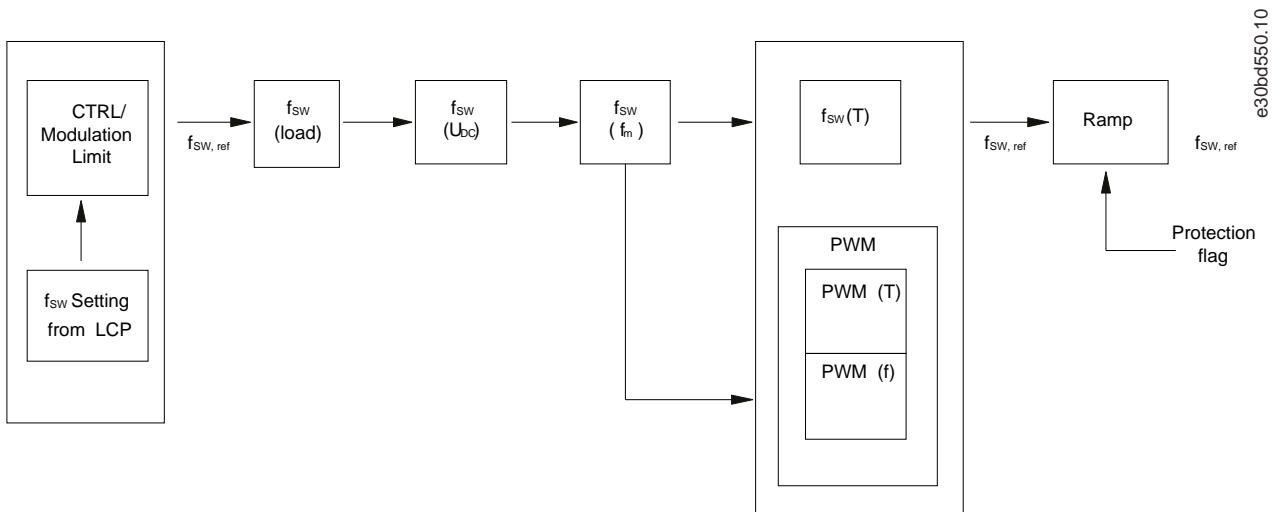 e30bd550.10
CTRL/
Modulation
Limit
fSW Setting
from LCP
fSW, ref
fSW
(load)
fSW
(UDC)
fSW
( fm )
fSW (T)
PWM
PWM (T)
PWM (f)
fSW, ref
Ramp
fSW, ref
Protection
flag